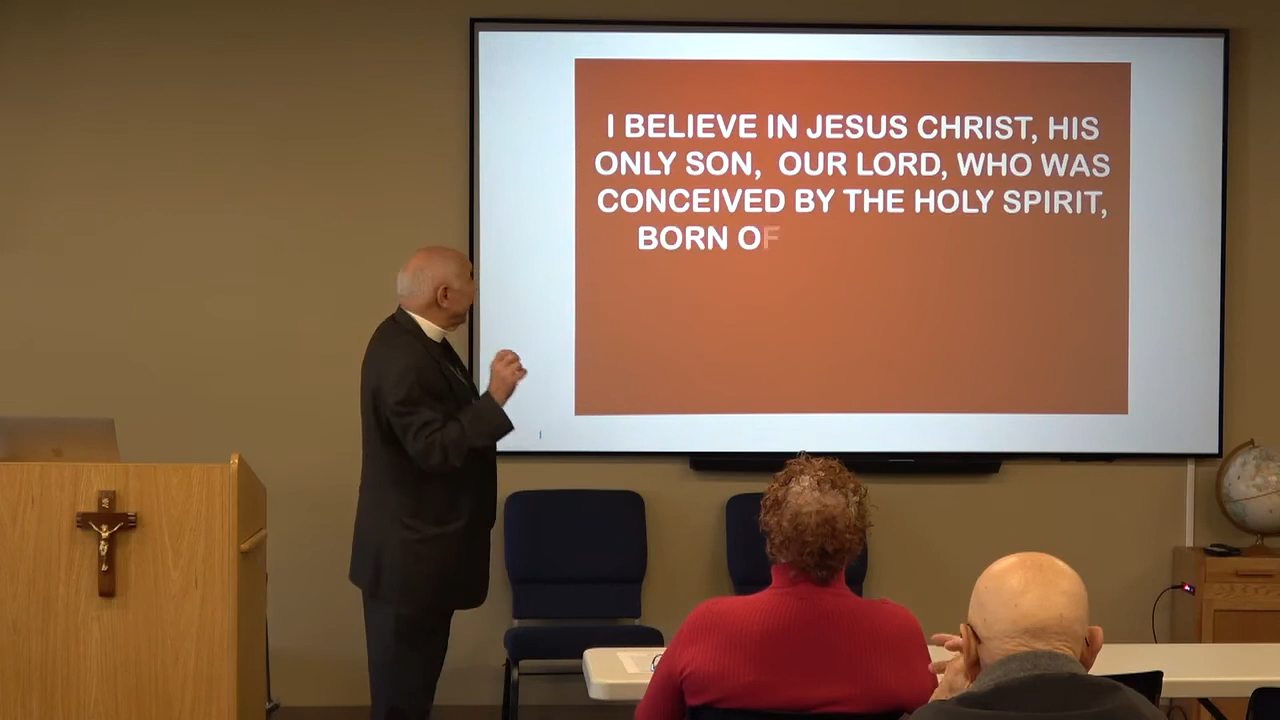 I BELIEVE IN JESUS CHRIST, HIS
ONLY SON, OUR LORD, WHO WAS
CONCEIVED BY THE HOLY SPIRIT,
BORN OF